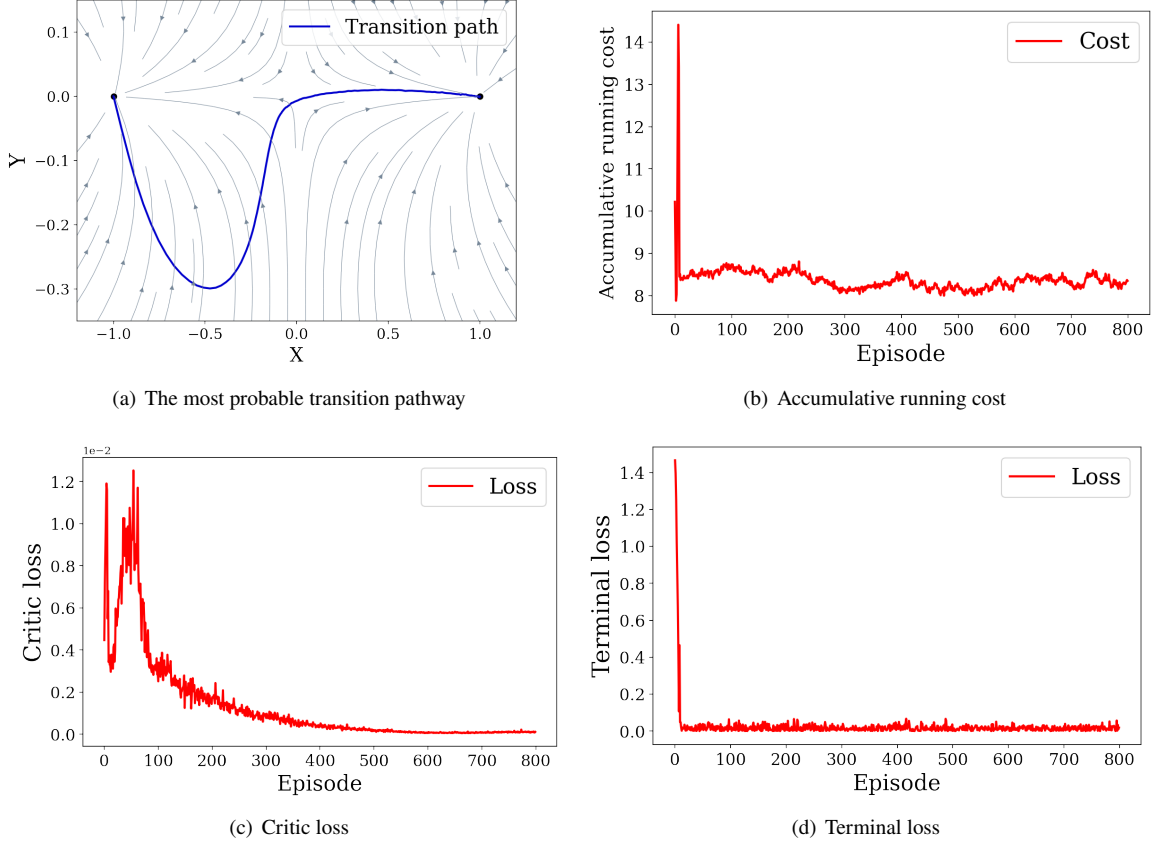 Transition path
0.1
0.0
−0.1
−0.2
−0.3
Y
−1.0 −0.5 0.0 0.5 1.0
X
(a) The most probable transition pathway
Cost
14
13
12
11
10
9
8
Accumulative running cost
0 100 200 300 400 500 600 700 800
Episode
(b) Accumulative running cost
1e−2
Loss
1.2
1.0
0.8
0.6
0.4
0.2
0.0
Critic loss
0 100 200 300 400 500 600 700 800
Episode
(c) Critic loss
Loss
1.4
1.2
1.0
0.8
0.6
0.4
0.2
0.0
Terminal loss
0 100 200 300 400 500 600 700 800
Episode
(d) Terminal loss